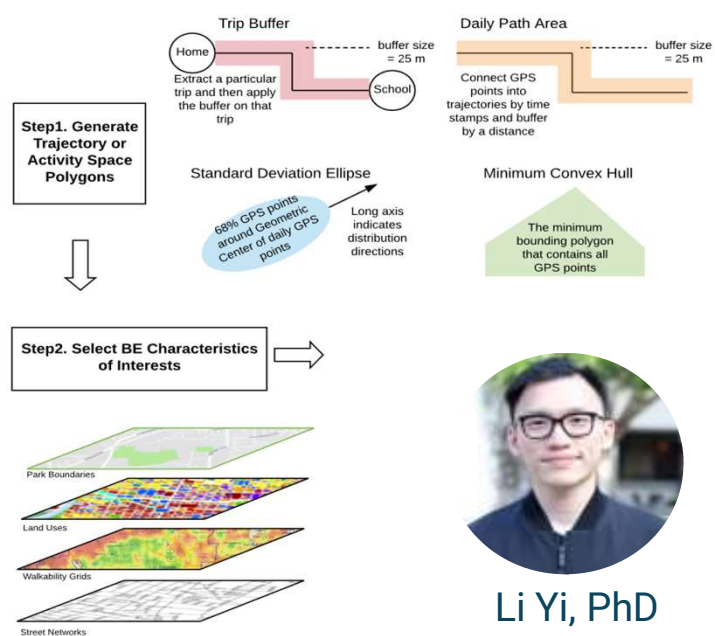 Trip Buffer
Home
School
buffer size
= 25 m
Extract a particular
trip and then apply
the buffer on that
trip
Daily Path Area
buffer size
= 25 m
Connect GPS
points into
trajectories by time
stamps and buffer
by a distance
Step1. Generate
Trajectory or
Activity Space
Polygons
Standard Deviation Ellipse
68% GPS points
around Geometric
Center of daily GPS
points
Long axis
indicates
distribution
directions
Minimum Convex Hull
The minimum
bounding polygon
that contains all
GPS points
Step2. Select BE Characteristics
of Interests
Park Boundaries
Land Uses
Walkability Grids
Street Networks
Li Yi, PhD